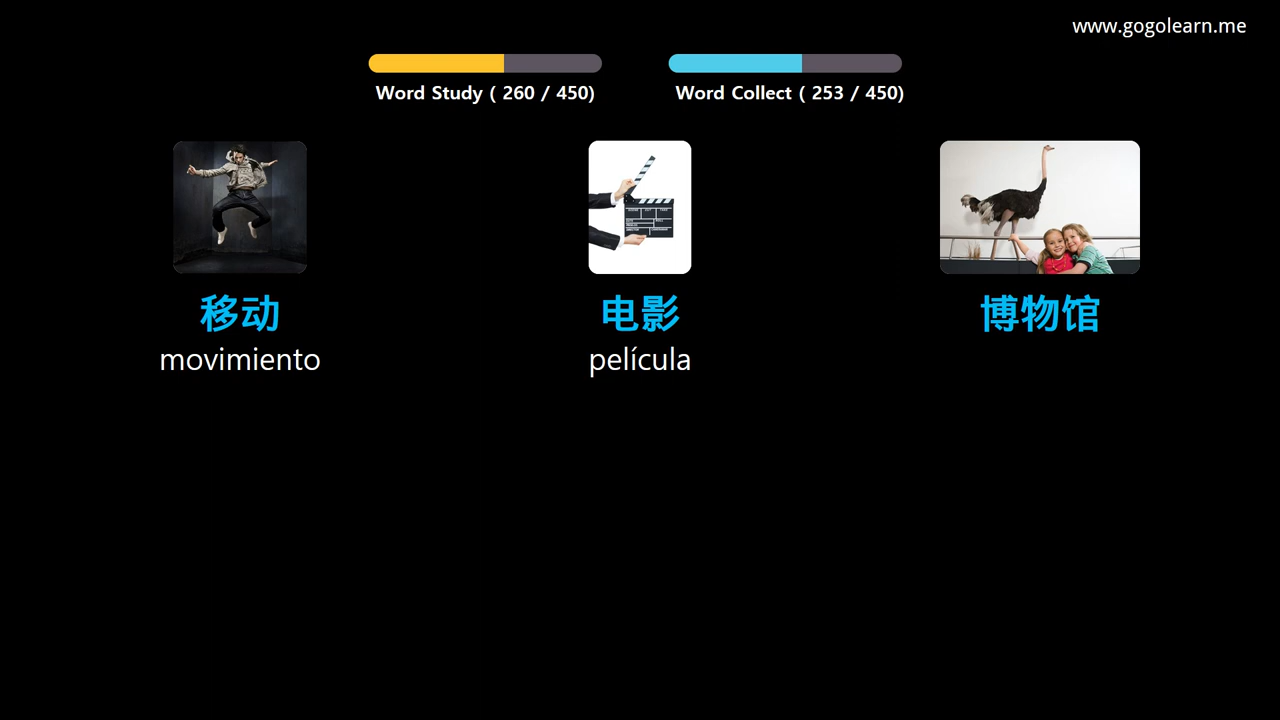 www.gogolearn.me
Word Study ( 260 / 450)
Word Collect ( 253 / 450)
移动
电影
博物馆
movimiento
película